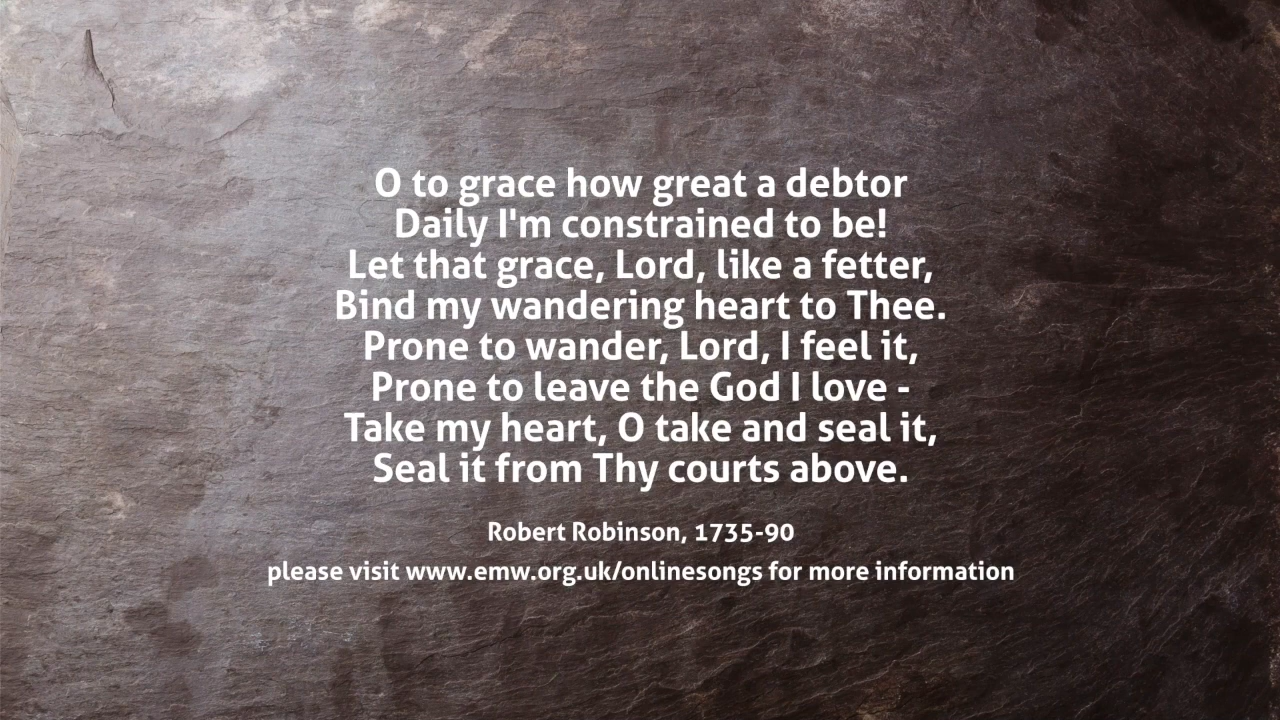 O to grace how great a debtor
Daily I'm constrained to be!
Let that grace, Lord, like a fetter,
Bind my wandering heart to Thee.
Prone to wander, Lord, I feel it,
Prone to leave the God I love -
Take my heart, O take and seal it,
Seal it from Thy courts above.
Robert Robinson, 1735-90
please visit www.emw.org.uk/onlinesongs for more information